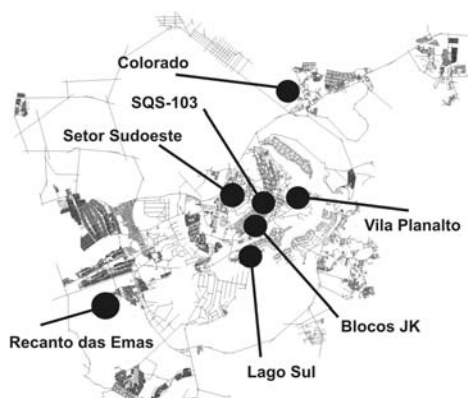 Colorado
SQS-103
Setor Sudoeste
Vila Planalto
Blocos JK
Recanto das Emas
Lago Sul